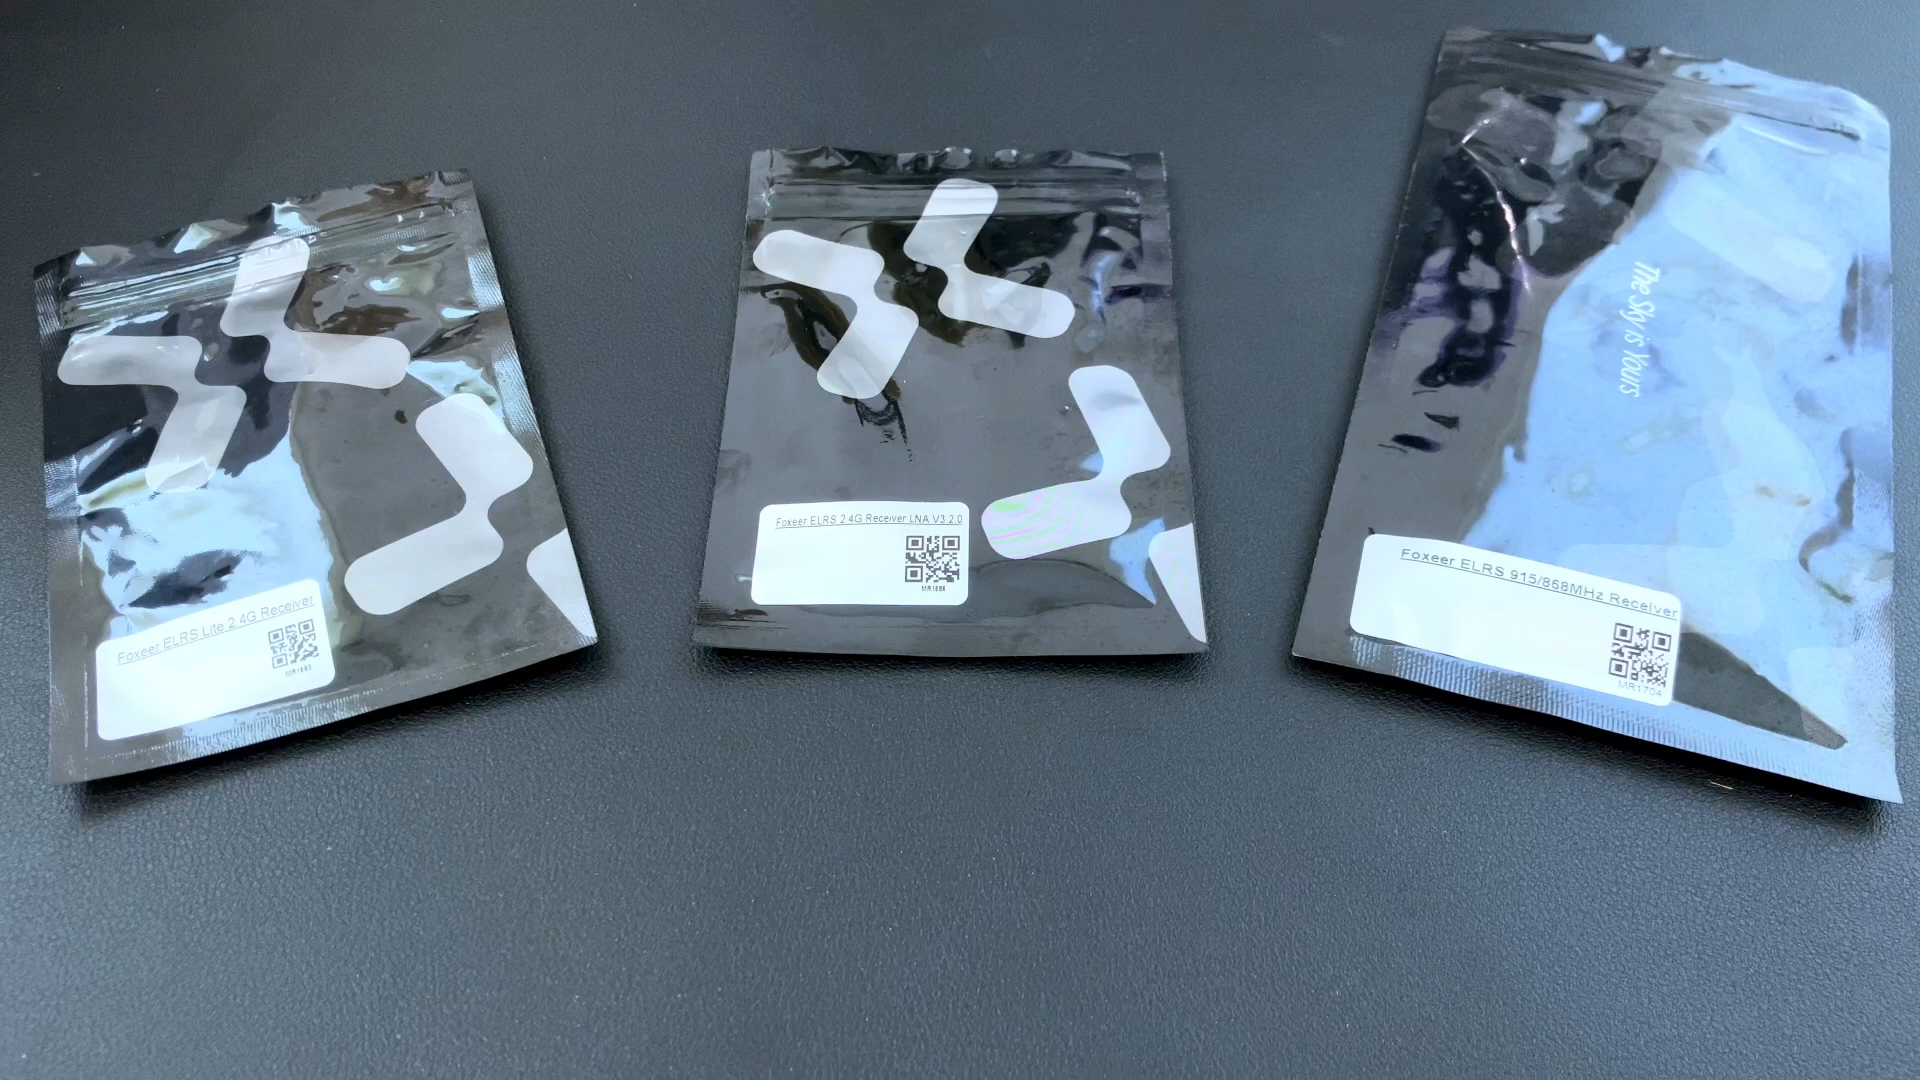 Foxeer ELRS Lite 2.4G Receiver
Foxeer ELRS 2.4G Receiver LNA V3.2.0
MR1686
The Sky is Yours
Foxeer ELRS 915/868MHz Receiver
MR1704